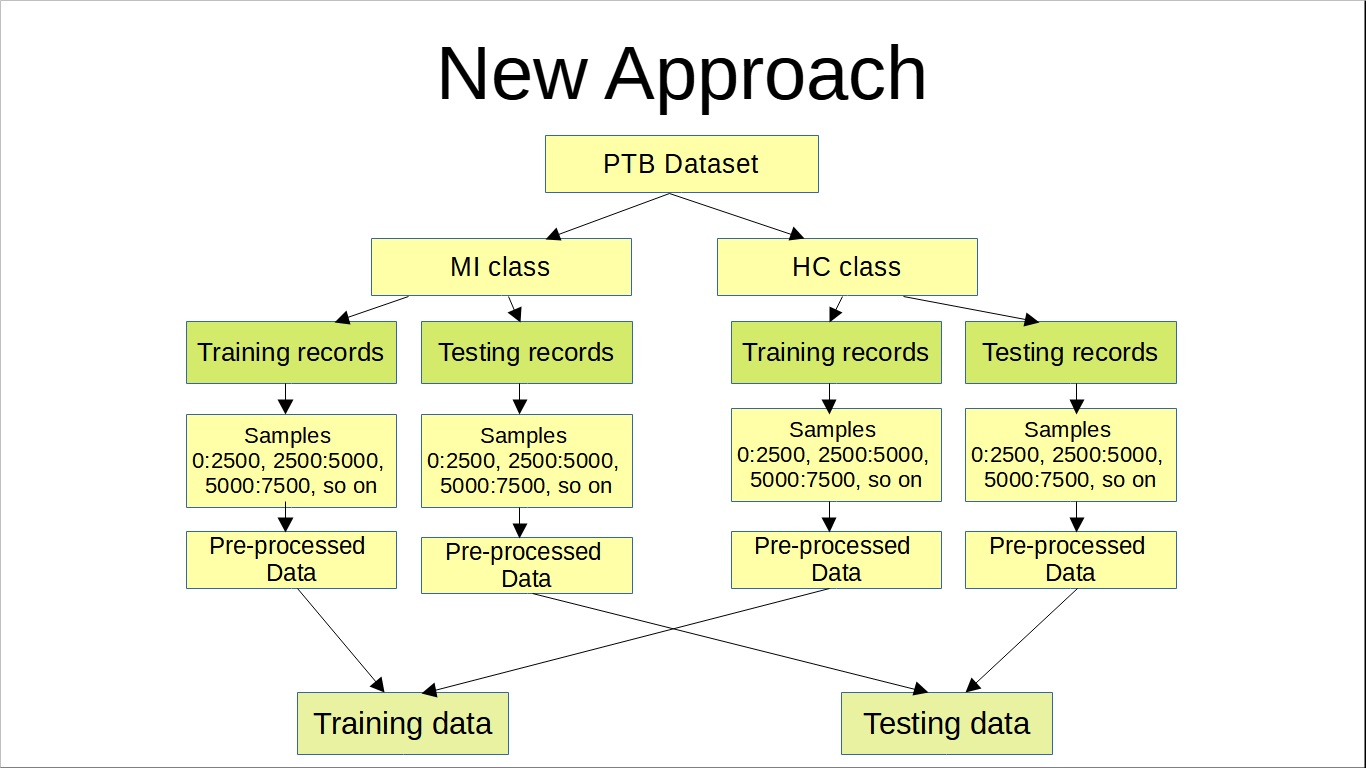 New Approach
PTB Dataset
MI class
HC class
Training records
Testing records
Training records
Testing records
Samples
0:2500, 2500:5000,
5000:7500, so on
Samples
0:2500, 2500:5000,
5000:7500, so on
Samples
0:2500, 2500:5000,
5000:7500, so on
Samples
0:2500, 2500:5000,
5000:7500, so on
Pre-processed
Data
Pre-processed
Data
Pre-processed
Data
Pre-processed
Data
Training data
Testing data